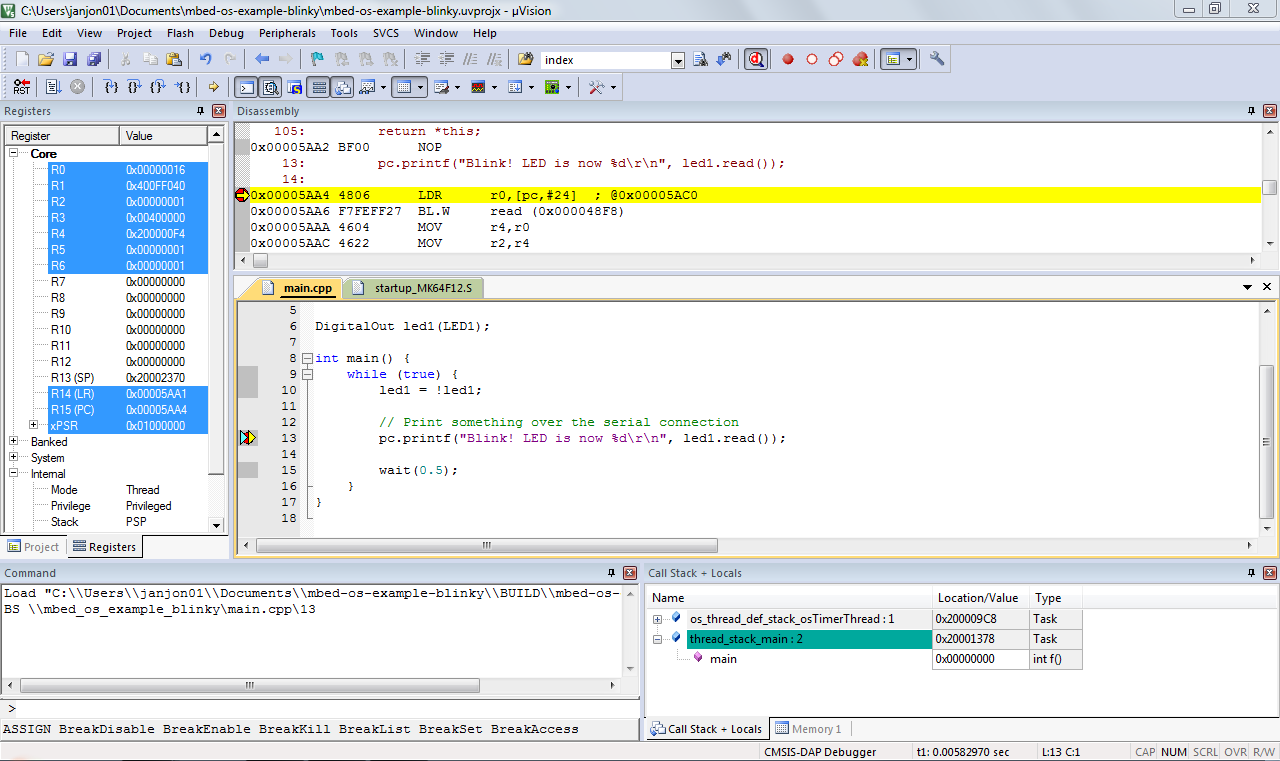 C:\Users\janjon01\Documents\mbed-os-example-blinky\mbed-os-example-blinky.uvprojx - µVision
File Edit View Project Flash Debug Peripherals Tools SVCS Window Help
index
Registers
Register Value
Core
R0 0x00000016
R1 0x400FF040
R2 0x00000001
R3 0x00400000
R4 0x200000F4
R5 0x00000001
R6 0x00000001
R7 0x00000000
R8 0x00000000
R9 0x00000000
R10 0x00000000
R11 0x00000000
R12 0x00000000
R13 (SP) 0x20002370
R14 (LR) 0x00005AA1
R15 (PC) 0x00005AA4
xPSR 0x01000000
Banked
System
Internal
Mode Thread
Privilege Privileged
Stack PSP
Project Registers
Disassembly
105: return *this;
0x00005AA2 BF00 NOP
13: pc.printf("Blink! LED is now %d\r\n", led1.read());
14:
0x00005AA4 4806 LDR r0,[pc,#24] ; @0x00005AC0
0x00005AA6 F7FEFF27 BL.W read (0x000048F8)
0x00005AAA 4604 MOV r4,r0
0x00005AAC 4622 MOV r2,r4
main.cpp startup_MK64F12.S
5
6 DigitalOut led1(LED1);
7
8 int main() {
9 while (true) {
10 led1 = !led1;
11
12 // Print something over the serial connection
13 pc.printf("Blink! LED is now %d\r\n", led1.read());
14
15 wait(0.5);
16 }
17 }
18
Command
Load "C:\\Users\\janjon01\\Documents\\mbed-os-example-blinky\\BUILD\\mbed-os-
BS \\mbed_os_example_blinky\main.cpp\13
>
ASSIGN BreakDisable BreakEnable BreakKill BreakList BreakSet BreakAccess
Call Stack + Locals
Name Location/Value Type
os_thread_def_stack_osTimerThread : 1 0x200009C8 Task
thread_stack_main : 2 0x20001378 Task
main 0x00000000 int f()
Call Stack + Locals Memory 1
CMSIS-DAP Debugger t1: 0.00582970 sec L:13 C:1 CAP NUM SCRL OVR R/W